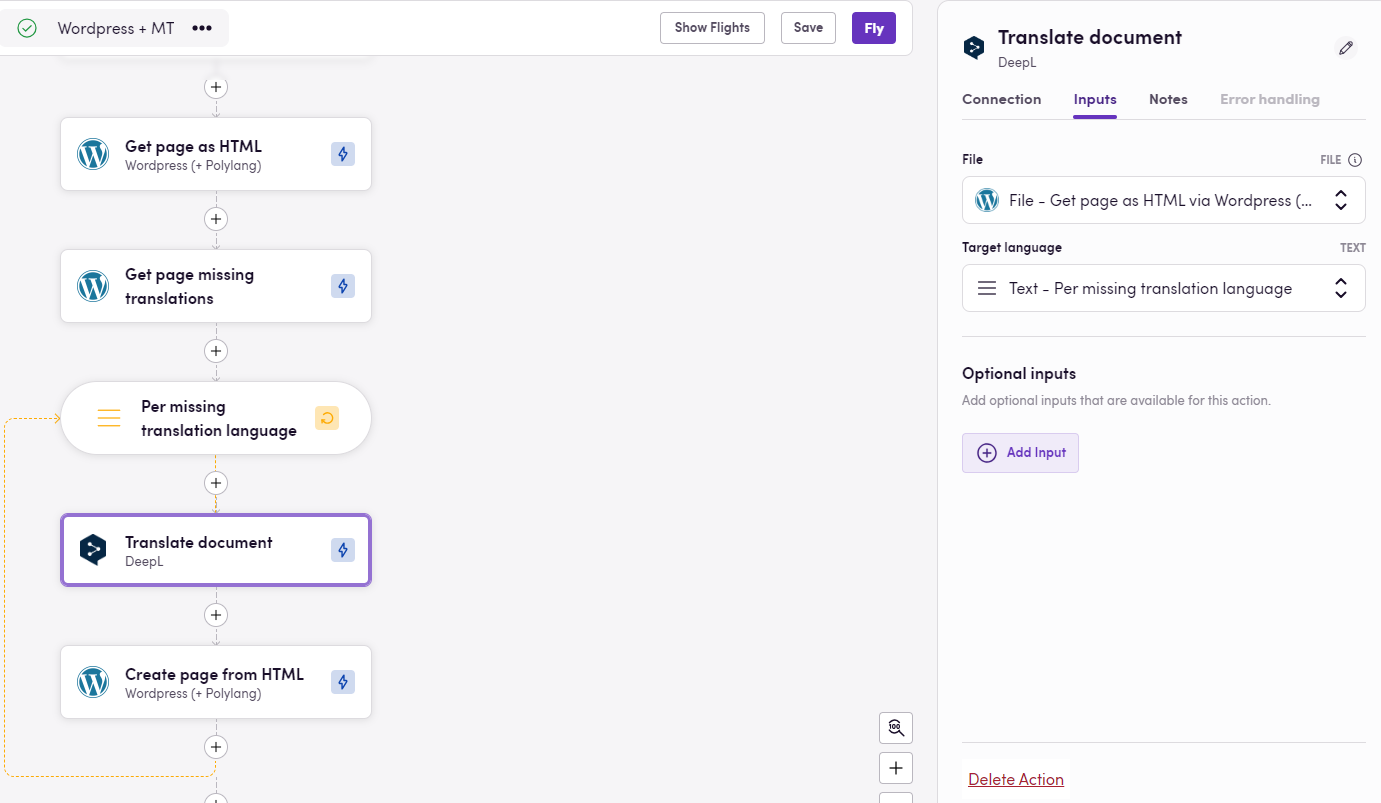 Wordpress + MT
Show Flights
Save
Fly
Get page as HTML
Wordpress (+ Polylang)
Get page missing
translations
Per missing
translation language
Translate document
DeepL
Create page from HTML
Wordpress (+ Polylang)
100
Translate document
DeepL
Connection
Inputs
Notes
Error handling
File
FILE
File - Get page as HTML via Wordpress (...
Target language
TEXT
Text - Per missing translation language
Optional inputs
Add optional inputs that are available for this action.
Add Input
Delete Action